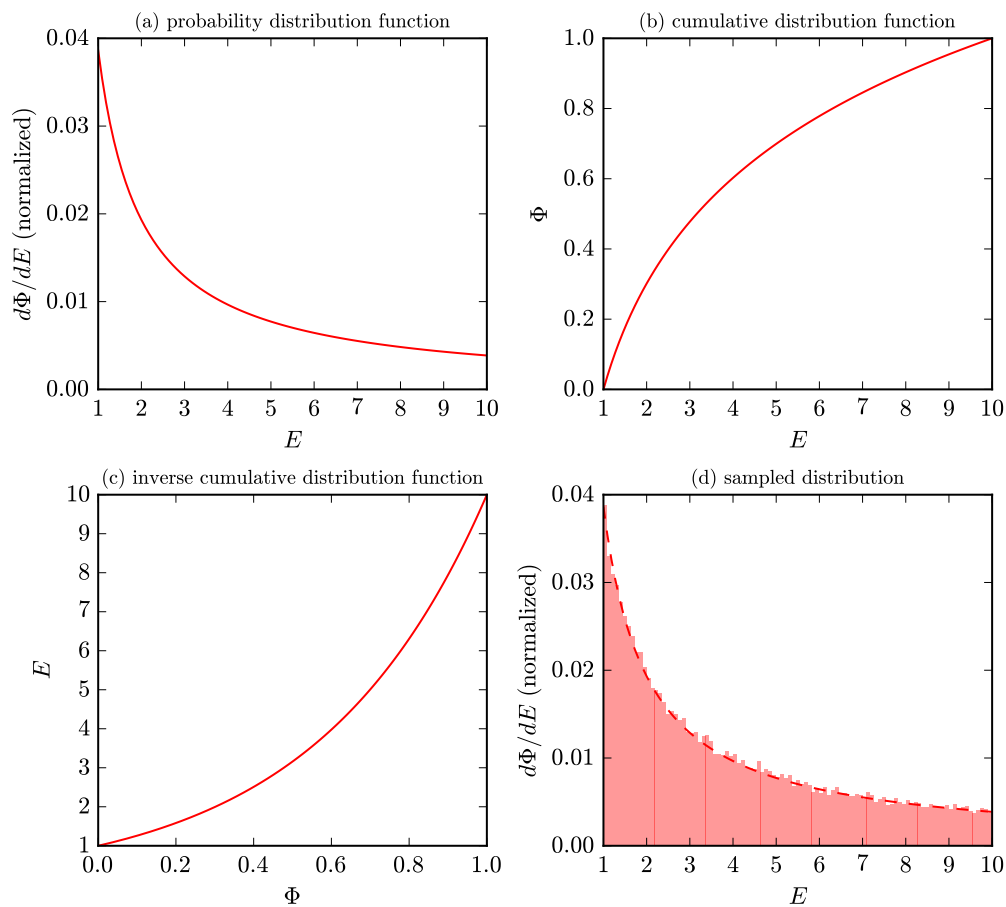 (a) probability distribution function
0.04
0.03
0.02
0.01
0.00
dΦ/dE (normalized)
1 2 3 4 5 6 7 8 9 10
E
(b) cumulative distribution function
1.0
0.8
0.6
0.4
0.2
0.0
Φ
1 2 3 4 5 6 7 8 9 10
E
(c) inverse cumulative distribution function
10
9
8
7
6
5
4
3
2
1
E
0.0 0.2 0.4 0.6 0.8 1.0
Φ
(d) sampled distribution
0.04
0.03
0.02
0.01
0.00
dΦ/dE (normalized)
1 2 3 4 5 6 7 8 9 10
E